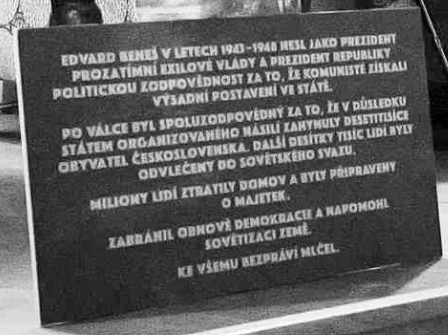 EDVARD BENEŠ V LETECH 1943–1948 NESL JAKO PREZIDENT
PROZATÍMNÍ EXILOVÉ VLÁDY A PREZIDENT REPUBLIKY
POLITICKOU ZODPOVĚDNOST ZA TO, ŽE KOMUNISTÉ ZÍSKALI
VÝSADNÍ POSTAVENÍ VE STÁTĚ.
PO VÁLCE BYL SPOLUZODPOVĚDNÝ ZA TO, ŽE V DŮSLEDKU
STÁTEM ORGANIZOVANÉHO NÁSILÍ ZAHYNULY DESETITISÍCE
OBYVATEL ČESKOSLOVENSKA. DALŠÍ DESÍTKY TISÍC LIDÍ BYLY
ODVLEČENY DO SOVĚTSKÉHO SVAZU.
MILIONY LIDÍ ZTRATILY DOMOV A BYLY PŘIPRAVENY
O MAJETEK.
ZABRÁNIL OBNOVĚ DEMOKRACIE A NAPOMOHL
SOVĚTIZACI ZEMĚ.
KE VŠEMU BEZPRÁVÍ MLČEL.